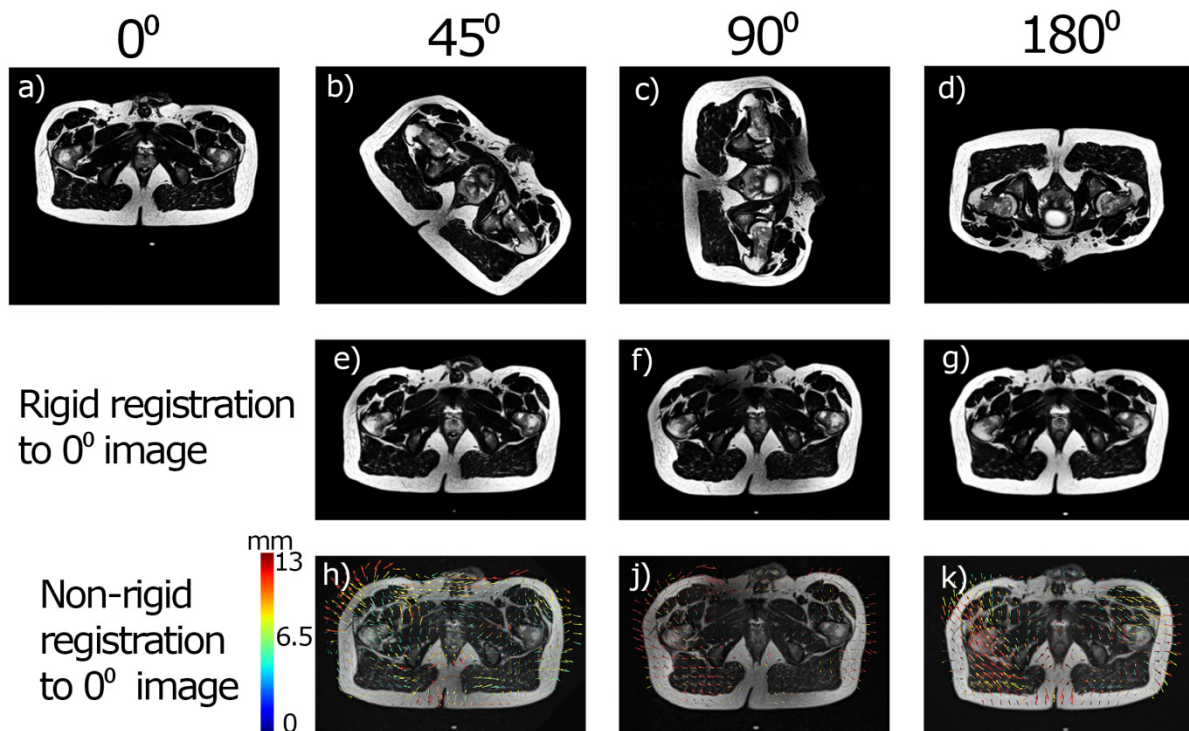 0⁰ 45⁰ 90⁰ 180⁰
a) b) c) d)
Rigid registration
to 0⁰ image
e) f) g)
mm
13
6.5
0
Non-rigid
registration
to 0⁰ image
h) j) k)